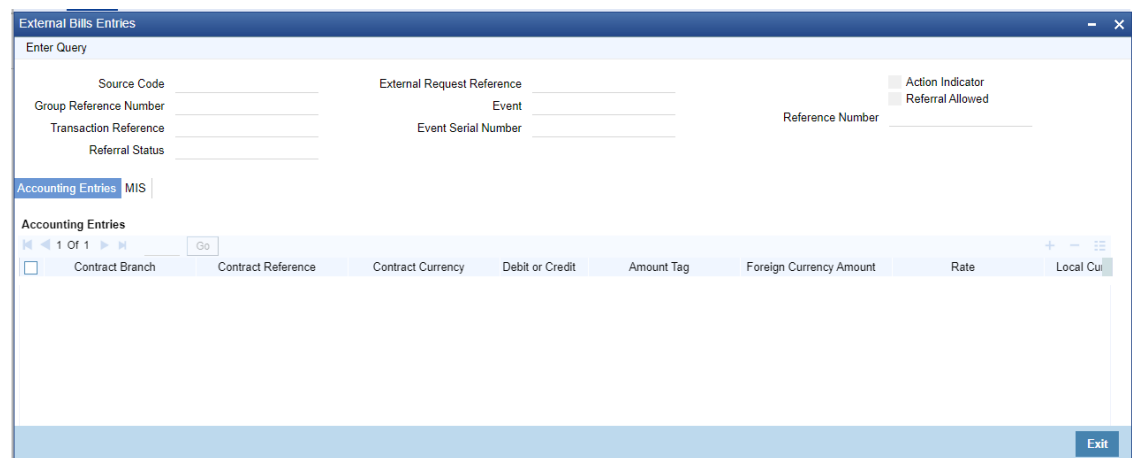 External Bills Entries
Enter Query
Source Code
Group Reference Number
Transaction Reference
Referral Status
External Request Reference
Event
Event Serial Number
Action Indicator
Referral Allowed
Reference Number
Accounting Entries MIS
Accounting Entries
1 Of 1 Go
Contract Branch Contract Reference Contract Currency Debit or Credit Amount Tag Foreign Currency Amount Rate Local Cu
Exit